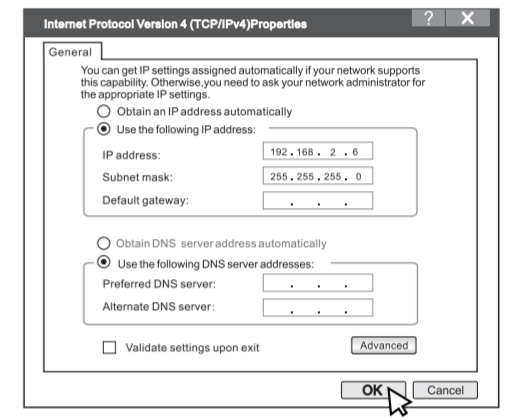 Internet Protocol Version 4 (TCP/IPv4)Properties ? X
General
You can get IP settings assigned automatically if your network supports
this capability. Otherwise,you need to ask your network administrator for
the appropriate IP settings.
Obtain an IP address automatically
Use the following IP address:
IP address: 192.168. 2 .6
Subnet mask: 255.255.255. 0
Default gateway: . . .
Obtain DNS server address automatically
Use the following DNS server addresses:
Preferred DNS server: . . .
Alternate DNS server: . . .
Validate settings upon exit Advanced
OK Cancel